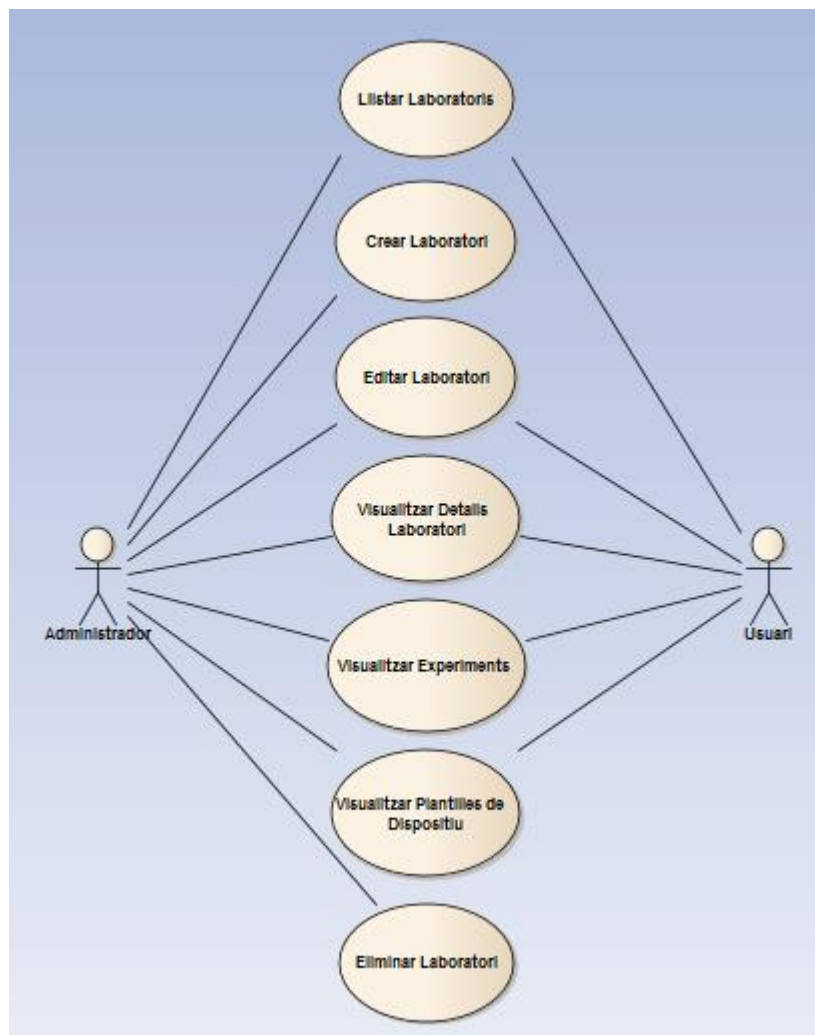 Llistar Laboratoris
Crear Laboratori
Editar Laboratori
Visualitzar Detalls
Laboratori
Administrador
Usuari
Visualitzar Experiments
Visualitzar Plantilles de
Dispositiu
Eliminar Laboratori